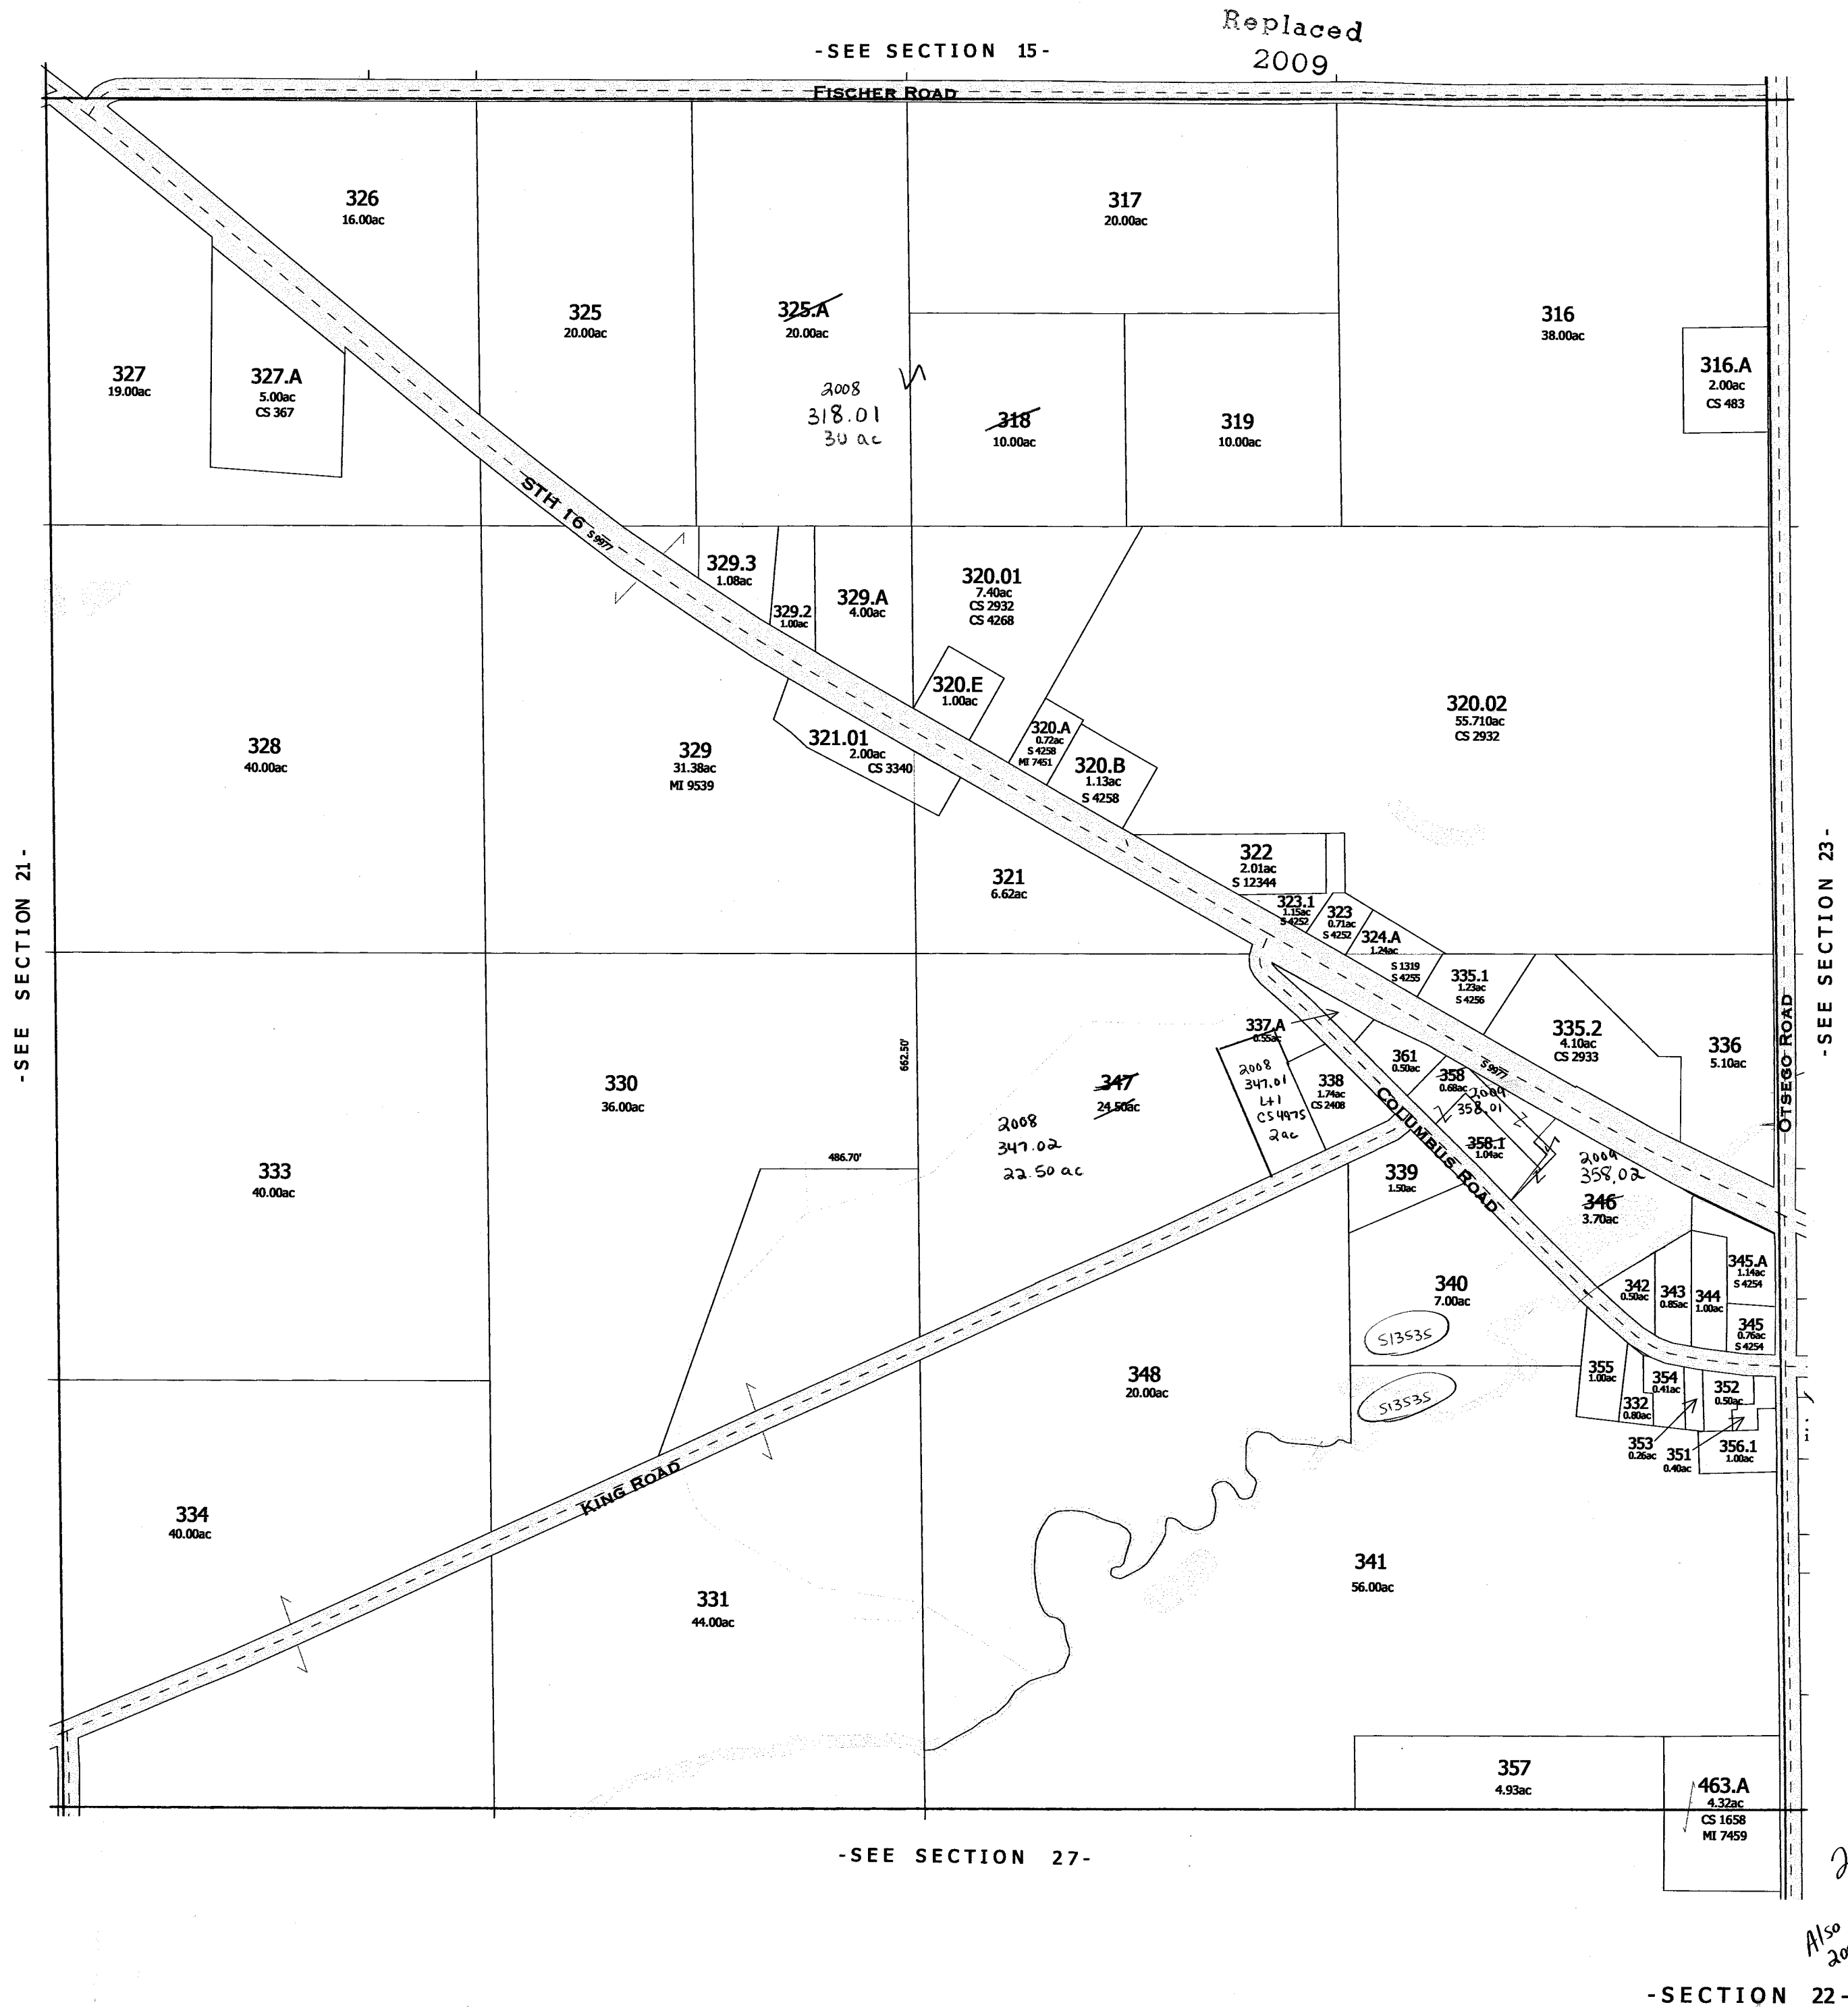 Replaced
2009
-SEE SECTION 15-
FISCHER ROAD
326
16.00ac
317
20.00ac
325
20.00ac
325.A
20.00ac
316
38.00ac
316.A
2.00ac
CS 483
327
19.00ac
327.A
5.00ac
CS 367
2008
318.01
30 ac
318
10.00ac
319
10.00ac
STH 16
S 9977
329.3
1.08ac
329.2
1.00ac
329.A
4.00ac
320.01
7.40ac
CS 2932
CS 4268
320.E
1.00ac
320.A
0.72ac
S 4258
MI 7451
320.B
1.13ac
S 4258
320.02
55.710ac
CS 2932
328
40.00ac
329
31.38ac
MI 9539
321.01
2.00ac
CS 3340
321
6.62ac
322
2.01ac
S 12344
323.1
1.15ac
S 4252
323
0.71ac
S 4252
324.A
1.24ac
S 1319
S 4255
335.1
1.23ac
S 4256
-SEE SECTION 21-
-SEE SECTION 23-
OTSEGO ROAD
335.2
4.10ac
CS 2933
336
5.10ac
337.A
0.55ac
662.50'
330
36.00ac
347
24.50ac
2008
347.01
Lt1
CS 4975
2ac
338
1.74ac
CS 2408
361
0.50ac
358
0.68ac
S 9977
2009
358.01
358.1
1.04ac
COLUMBUS ROAD
2008
347.02
22.50 ac
486.70'
333
40.00ac
339
1.50ac
2009
358.02
346
3.70ac
340
7.00ac
S13535
342
0.50ac
343
0.85ac
344
1.00ac
345.A
1.14ac
S 4254
345
0.76ac
S 4254
348
20.00ac
S13535
355
1.00ac
332
0.80ac
354
0.41ac
352
0.50ac
353
0.26ac
351
0.40ac
356.1
1.00ac
KING ROAD
334
40.00ac
331
44.00ac
341
56.00ac
357
4.93ac
463.A
4.32ac
CS 1658
MI 7459
-SEE SECTION 27-
Also
-SECTION 22-